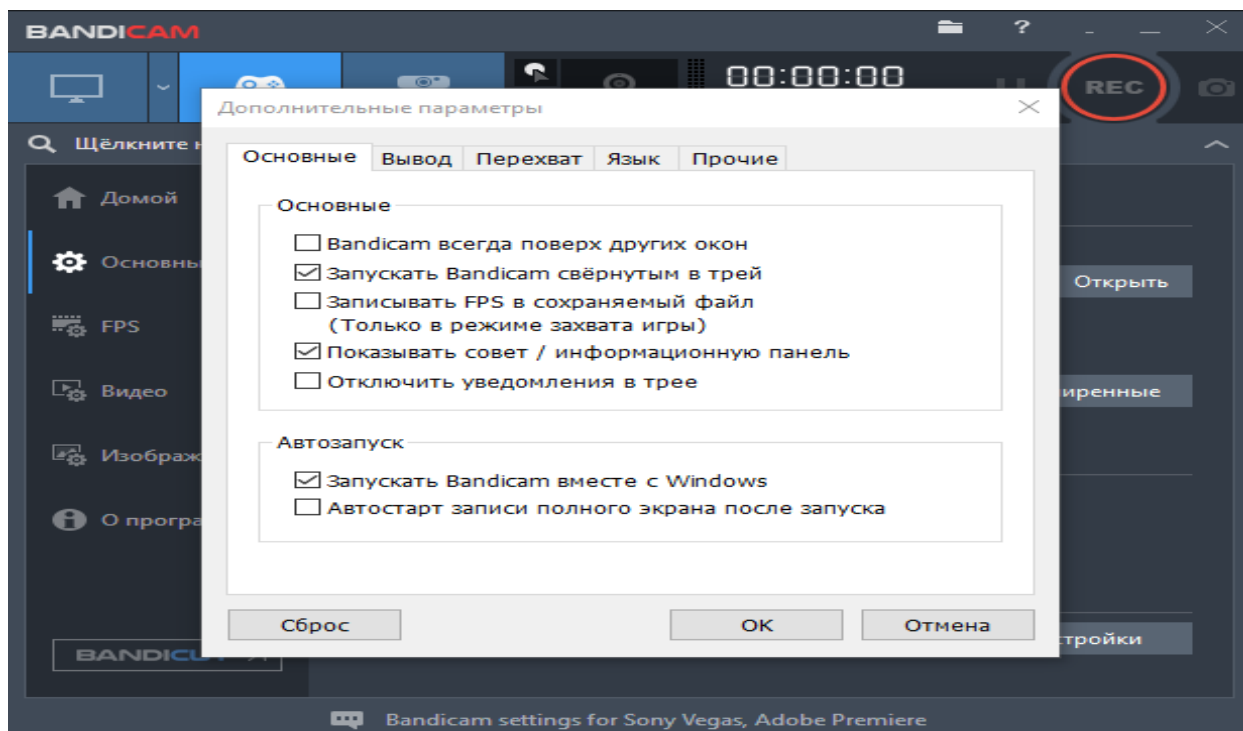 BANDICAM
?
00:00:00
REC
Дополнительные параметры
Щёлкните
Основные Вывод Перехват Язык Прочие
Домой
Основные
Bandicam всегда поверх других окон
Запускать Bandicam свёрнутым в трей
Основны
Открыть
Записывать FPS в сохраняемый файл
(Только в режиме захвата игры)
FPS
Показывать совет / информационную панель
Отключить уведомления в трее
Видео
иренные
Автозапуск
Изображ
Запускать Bandicam вместе с Windows
Автостарт записи полного экрана после запуска
О програ
Сброс
OK
Отмена
тройки
BANDICU
Bandicam settings for Sony Vegas, Adobe Premiere